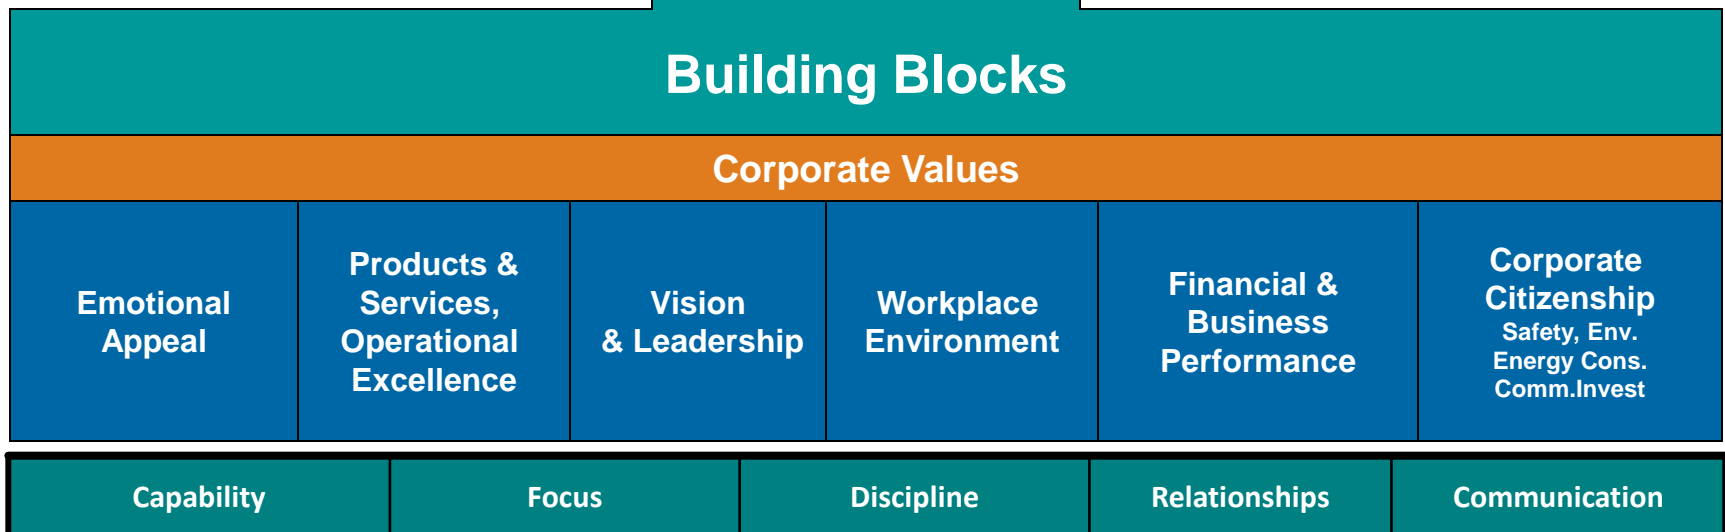 Building Blocks
Corporate Values
Emotional
Appeal
Products &
Services,
Operational
Excellence
Vision
& Leadership
Workplace
Environment
Financial &
Business
Performance
Corporate
Citizenship
Safety, Env.
Energy Cons.
Comm.Invest
Capability
Focus
Discipline
Relationships
Communication